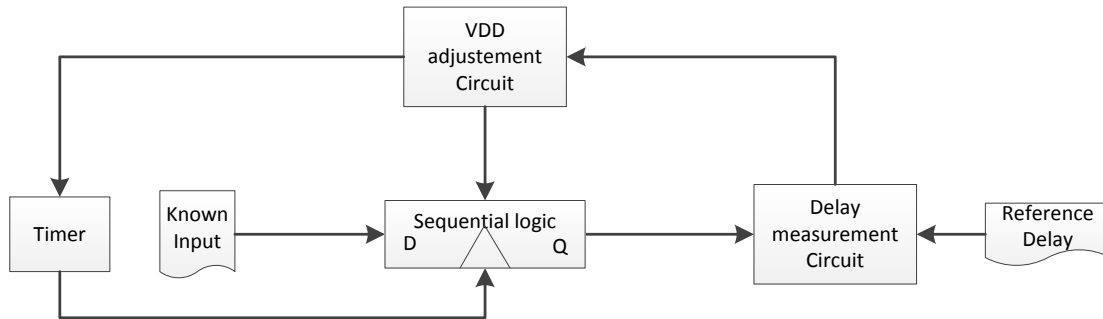 VDD
adjustement
Circuit
Timer
Known
Input
Sequential logic
D
Q
Delay
measurement
Circuit
Reference
Delay